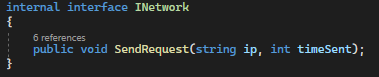 internal interface INetwork
{
6 references
public void SendRequest(string ip, int timeSent);
}